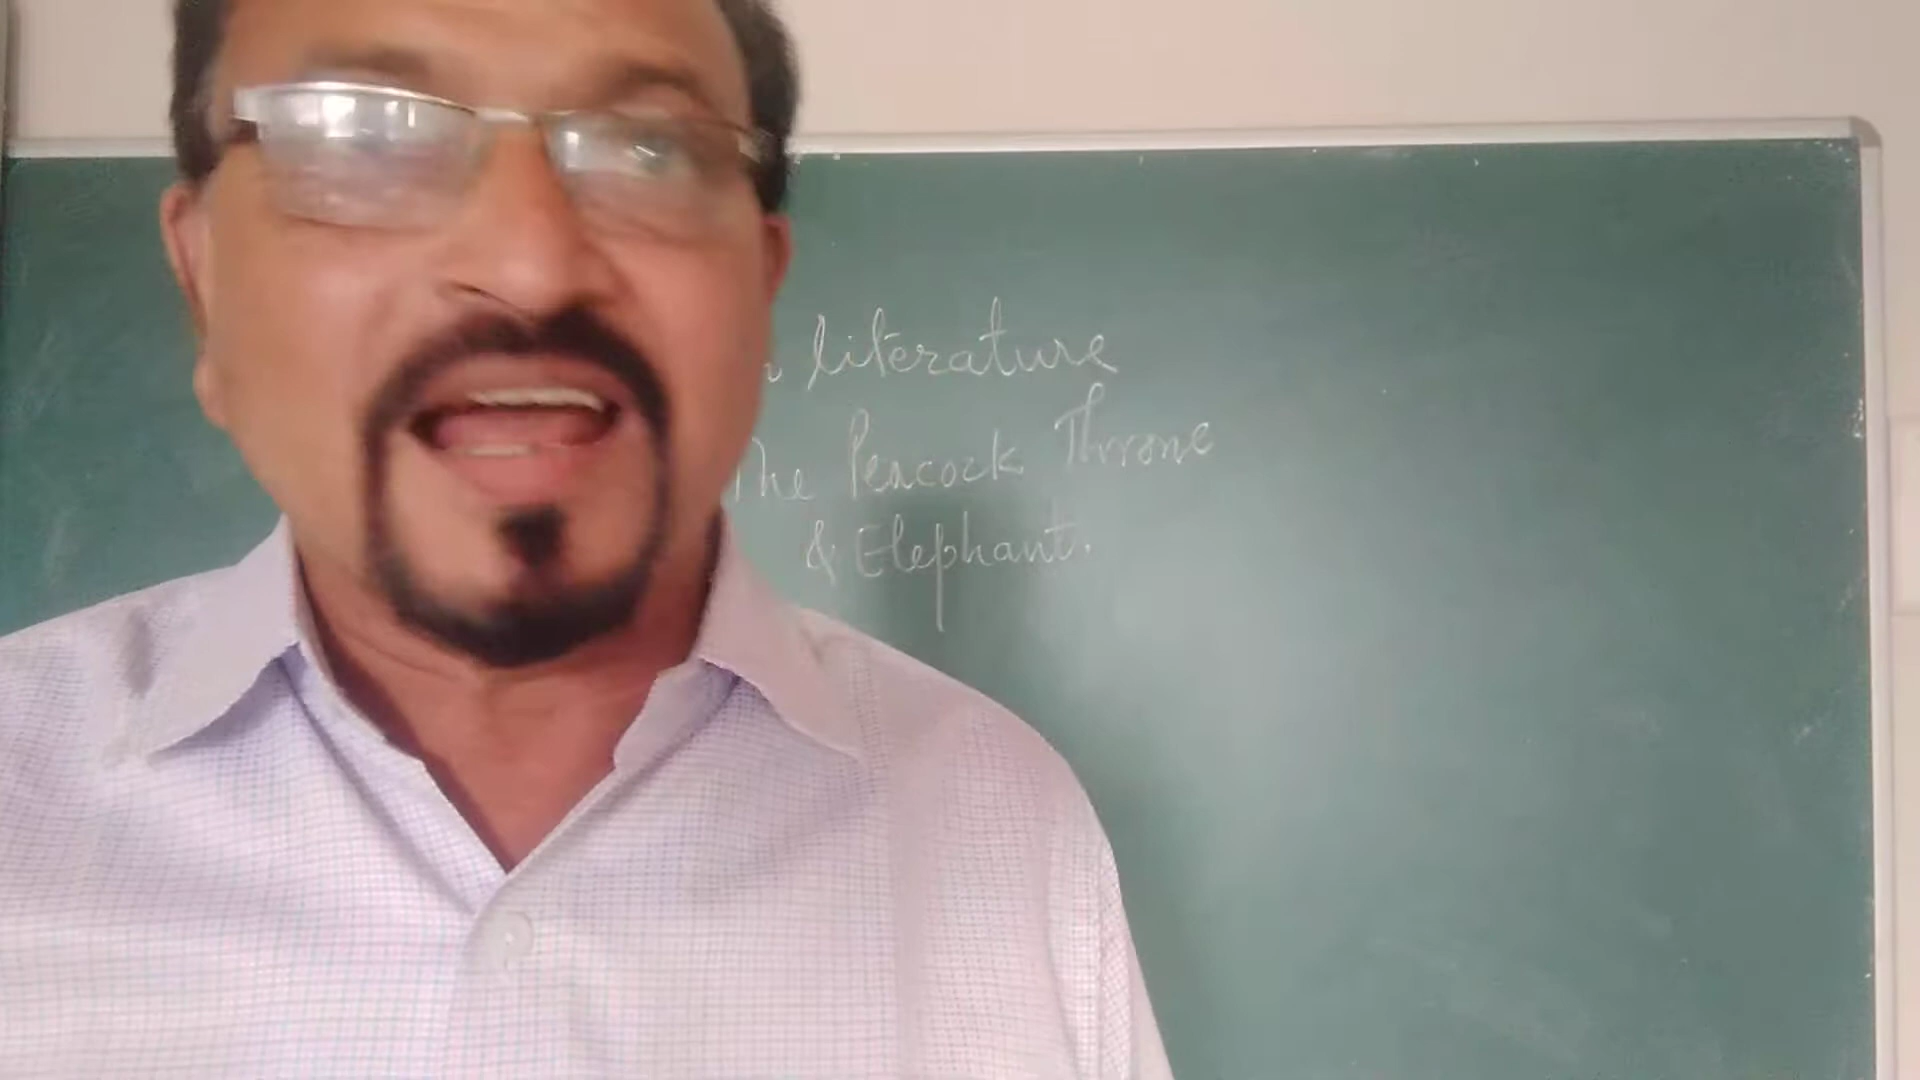 literature
The Peacock Throne
& Elephant.